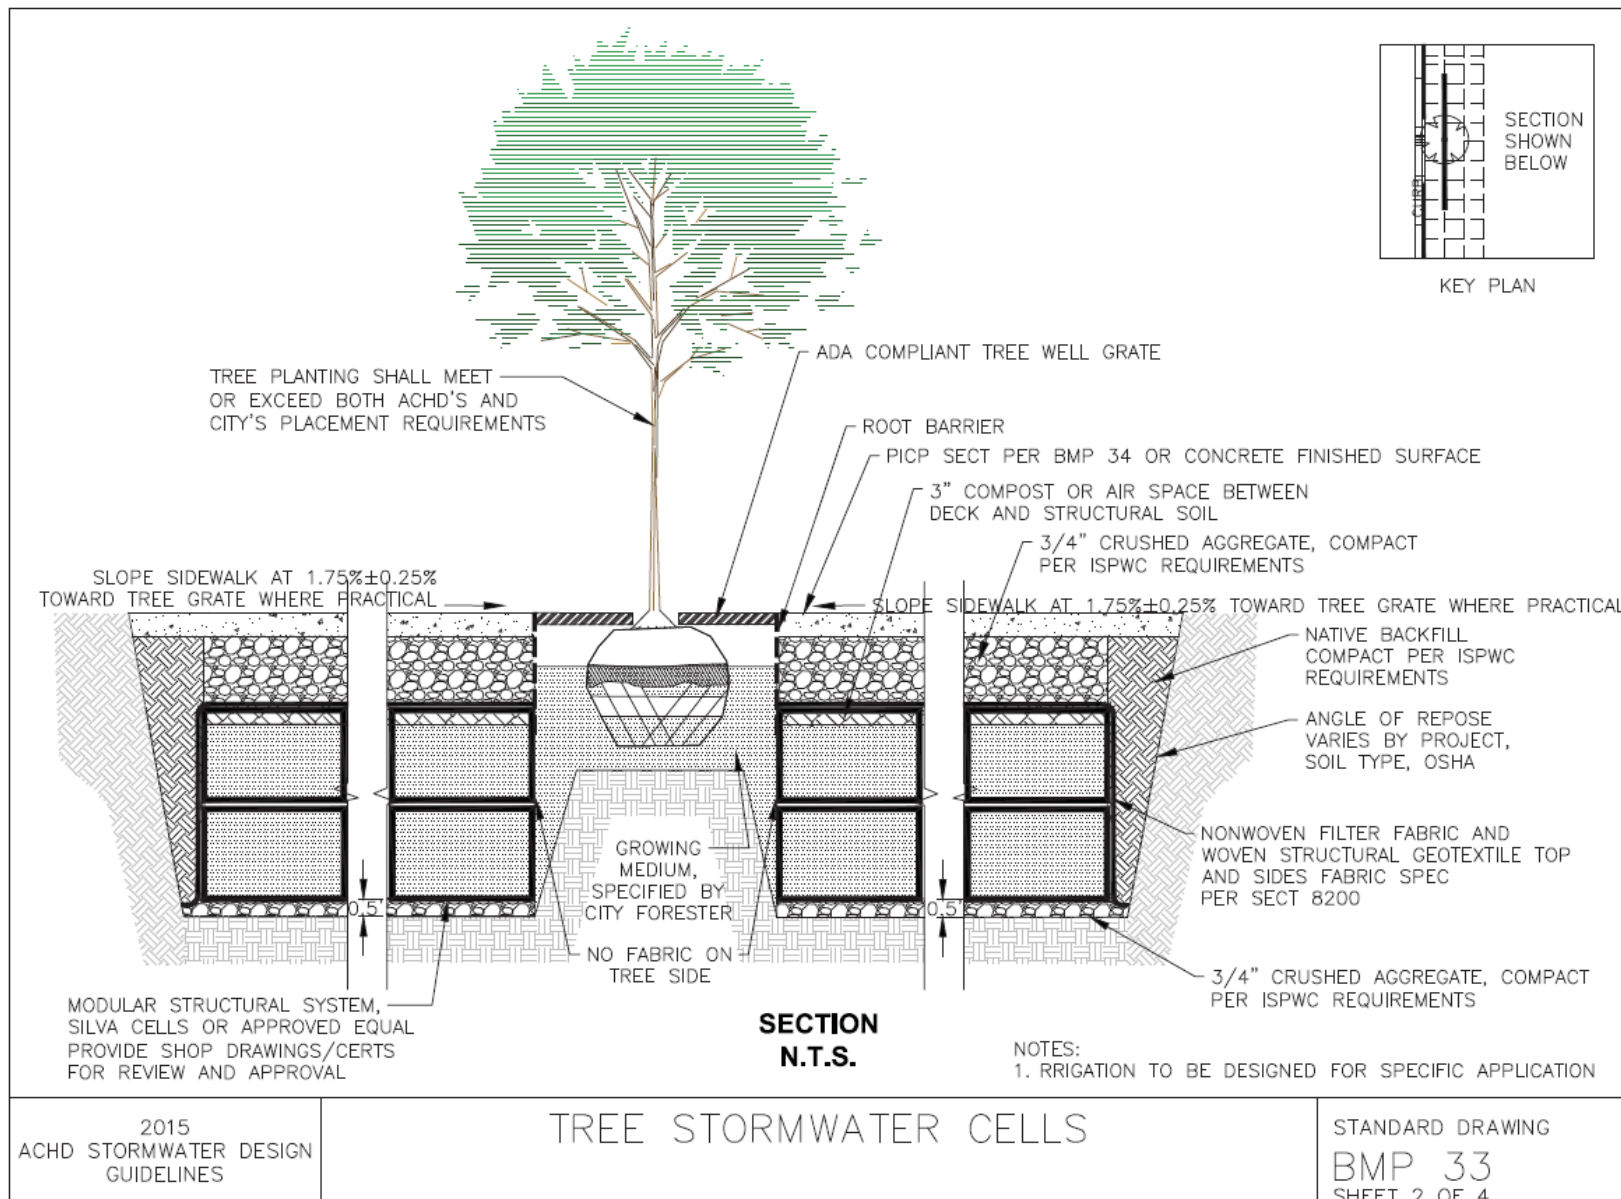 SECTION
SHOWN
BELOW
CURB
KEY PLAN
ADA COMPLIANT TREE WELL GRATE
TREE PLANTING SHALL MEET
OR EXCEED BOTH ACHD'S AND
CITY'S PLACEMENT REQUIREMENTS
ROOT BARRIER
PICP SECT PER BMP 34 OR CONCRETE FINISHED SURFACE
3" COMPOST OR AIR SPACE BETWEEN
DECK AND STRUCTURAL SOIL
3/4" CRUSHED AGGREGATE, COMPACT
PER ISPWC REQUIREMENTS
SLOPE SIDEWALK AT 1.75%±0.25%
TOWARD TREE GRATE WHERE PRACTICAL
SLOPE SIDEWALK AT 1.75%±0.25% TOWARD TREE GRATE WHERE PRACTICAL
NATIVE BACKFILL
COMPACT PER ISPWC
REQUIREMENTS
ANGLE OF REPOSE
VARIES BY PROJECT,
SOIL TYPE, OSHA
NONWOVEN FILTER FABRIC AND
WOVEN STRUCTURAL GEOTEXTILE TOP
AND SIDES FABRIC SPEC
PER SECT 8200
GROWING
MEDIUM,
SPECIFIED BY
CITY FORESTER
0.5'
0.5'
NO FABRIC ON
TREE SIDE
3/4" CRUSHED AGGREGATE, COMPACT
PER ISPWC REQUIREMENTS
MODULAR STRUCTURAL SYSTEM,
SILVA CELLS OR APPROVED EQUAL
PROVIDE SHOP DRAWINGS/CERTS
FOR REVIEW AND APPROVAL
SECTION
N.T.S.
NOTES:
1. RRIGATION TO BE DESIGNED FOR SPECIFIC APPLICATION
2015
ACHD STORMWATER DESIGN
GUIDELINES
TREE STORMWATER CELLS
STANDARD DRAWING
BMP 33
SHEET 2 OF 4